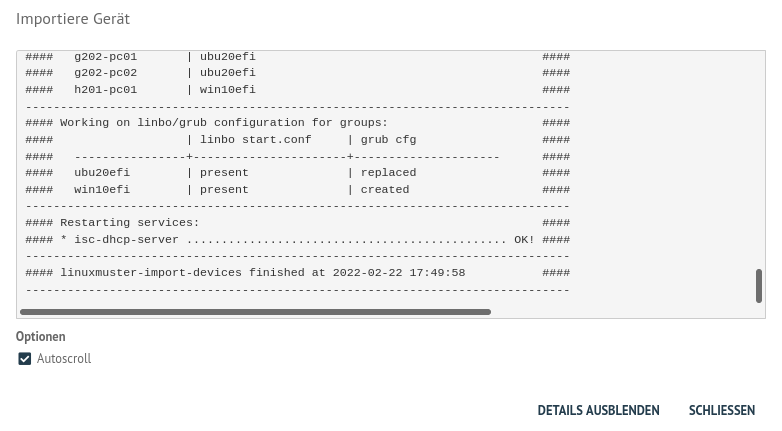 Importiere Gerät
####   g202-pc01       | ubu20efi                                         ####
####   g202-pc02       | ubu20efi                                         ####
####   h201-pc01       | win10efi                                         ####
------------------------------------------------------------------------------
#### Working on linbo/grub configuration for groups:                      ####
####                   | linbo start.conf     | grub cfg                  ####
####   ----------------+----------------------+---------------------      ####
####   ubu20efi        | present              | replaced                  ####
####   win10efi        | present              | created                   ####
------------------------------------------------------------------------------
#### Restarting services:                                                 ####
#### * isc-dhcp-server .............................................. OK! ####
------------------------------------------------------------------------------
#### linuxmuster-import-devices finished at 2022-02-22 17:49:58           ####
------------------------------------------------------------------------------
Optionen
Autoscroll
DETAILS AUSBLENDEN SCHLIESSEN